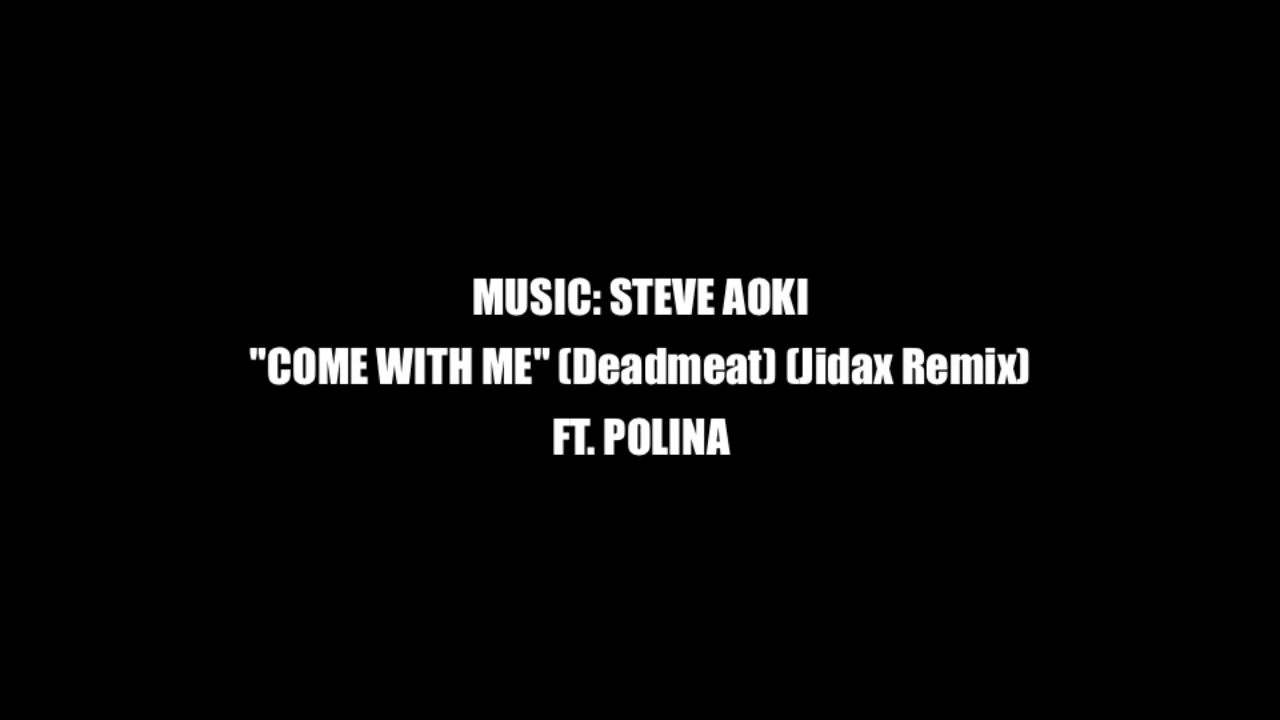 MUSIC: STEVE AOKI
"COME WITH ME" (Deadmeat) (Jidax Remix)
FT. POLINA